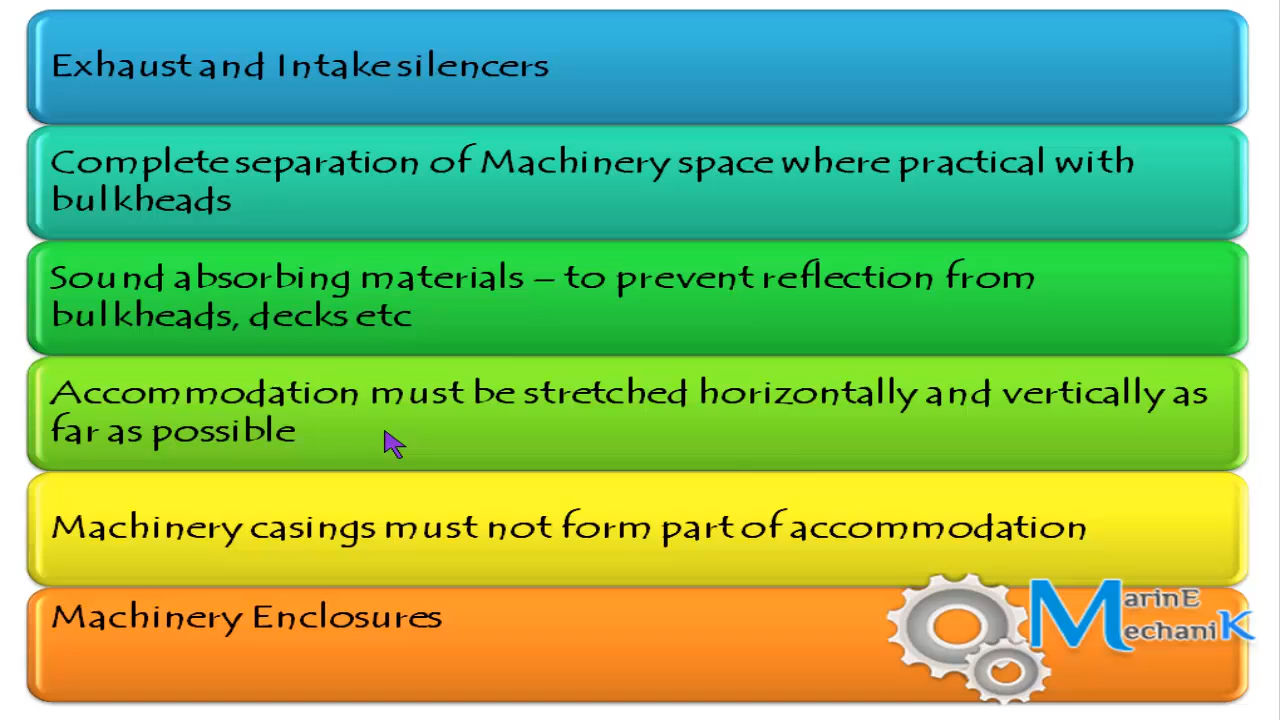 Exhaust and Intake silencers
Complete separation of Machinery space where practical with
bulkheads
Sound absorbing materials – to prevent reflection from
bulkheads, decks etc
Accommodation must be stretched horizontally and vertically as
far as possible
Machinery casings must not form part of accommodation
Machinery Enclosures
MarinE
MechaniK